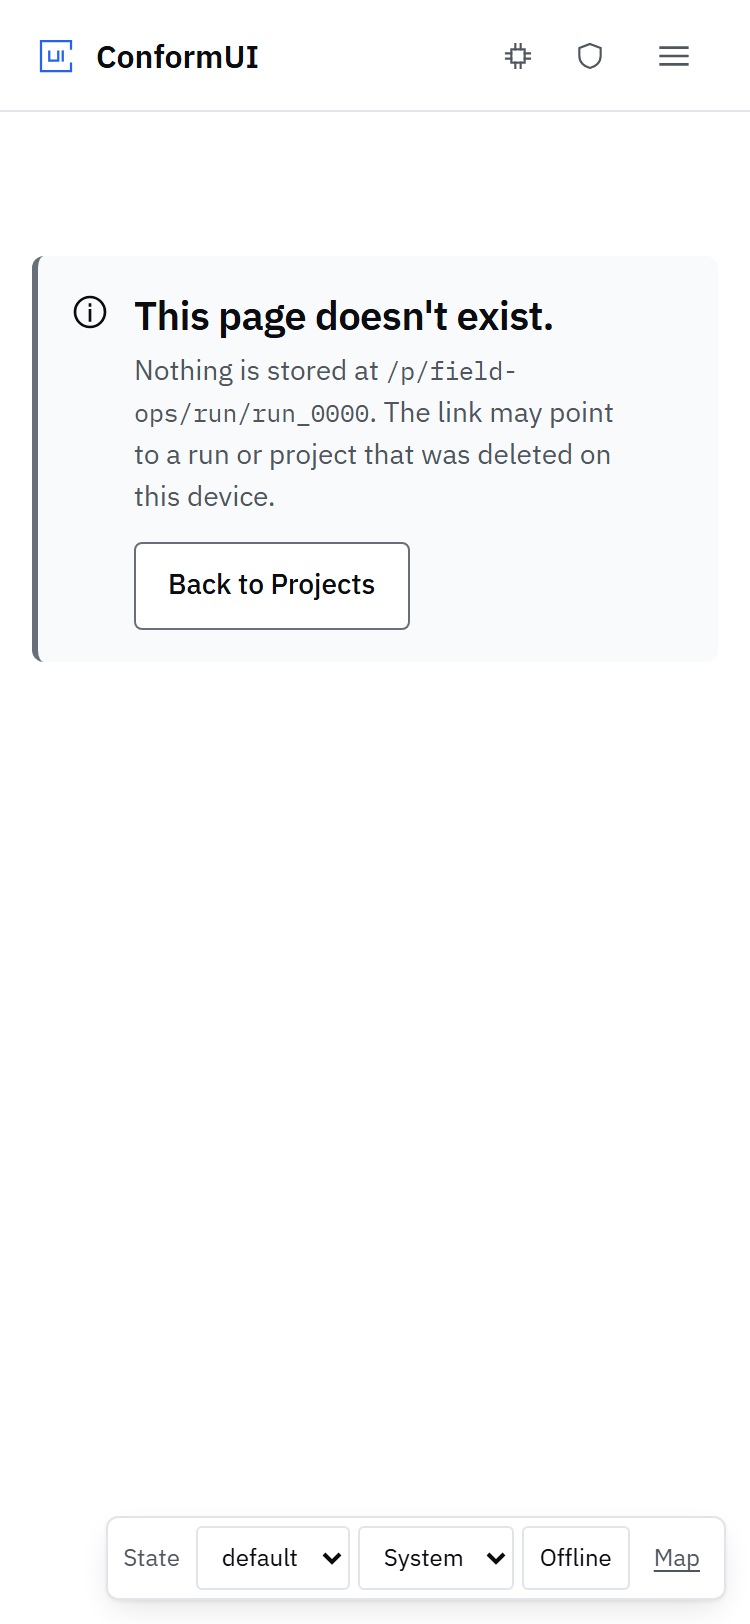 ConformUI
This page doesn't exist.
Nothing is stored at /p/field-
ops/run/run_0000. The link may point
to a run or project that was deleted on
this device.
Back to Projects
State default System Offline Map